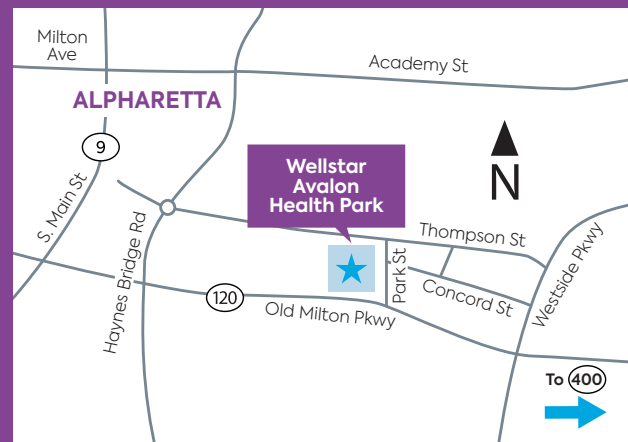 Milton
Ave
Academy St
ALPHARETTA
9
S. Main St
Wellstar
Avalon
Health Park
N
Haynes Bridge Rd
Thompson St
Park St
Concord St
Westside Pkwy
120
Old Milton Pkwy
To 400